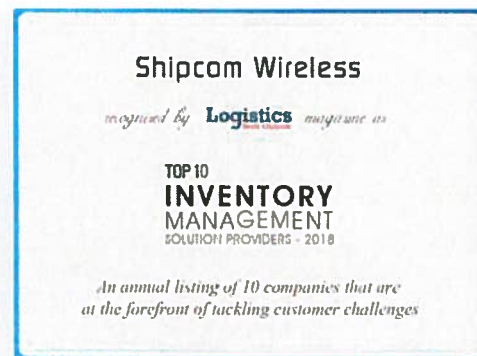 Shipcom Wireless
recognized by Logistics magazine as
TOP 10
INVENTORY
MANAGEMENT
SOLUTION PROVIDERS - 2018
An annual listing of 10 companies that are
at the forefront of tackling customer challenges